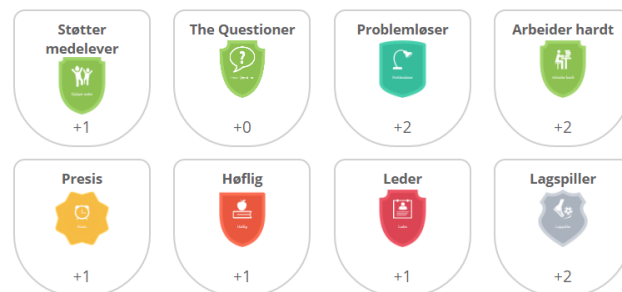 Støtter
medelever
+1
The Questioner
?
+0
Problemløser
+2
Arbeider hardt
+2
Presis
+1
Høflig
+1
Leder
+1
Lagspiller
+2